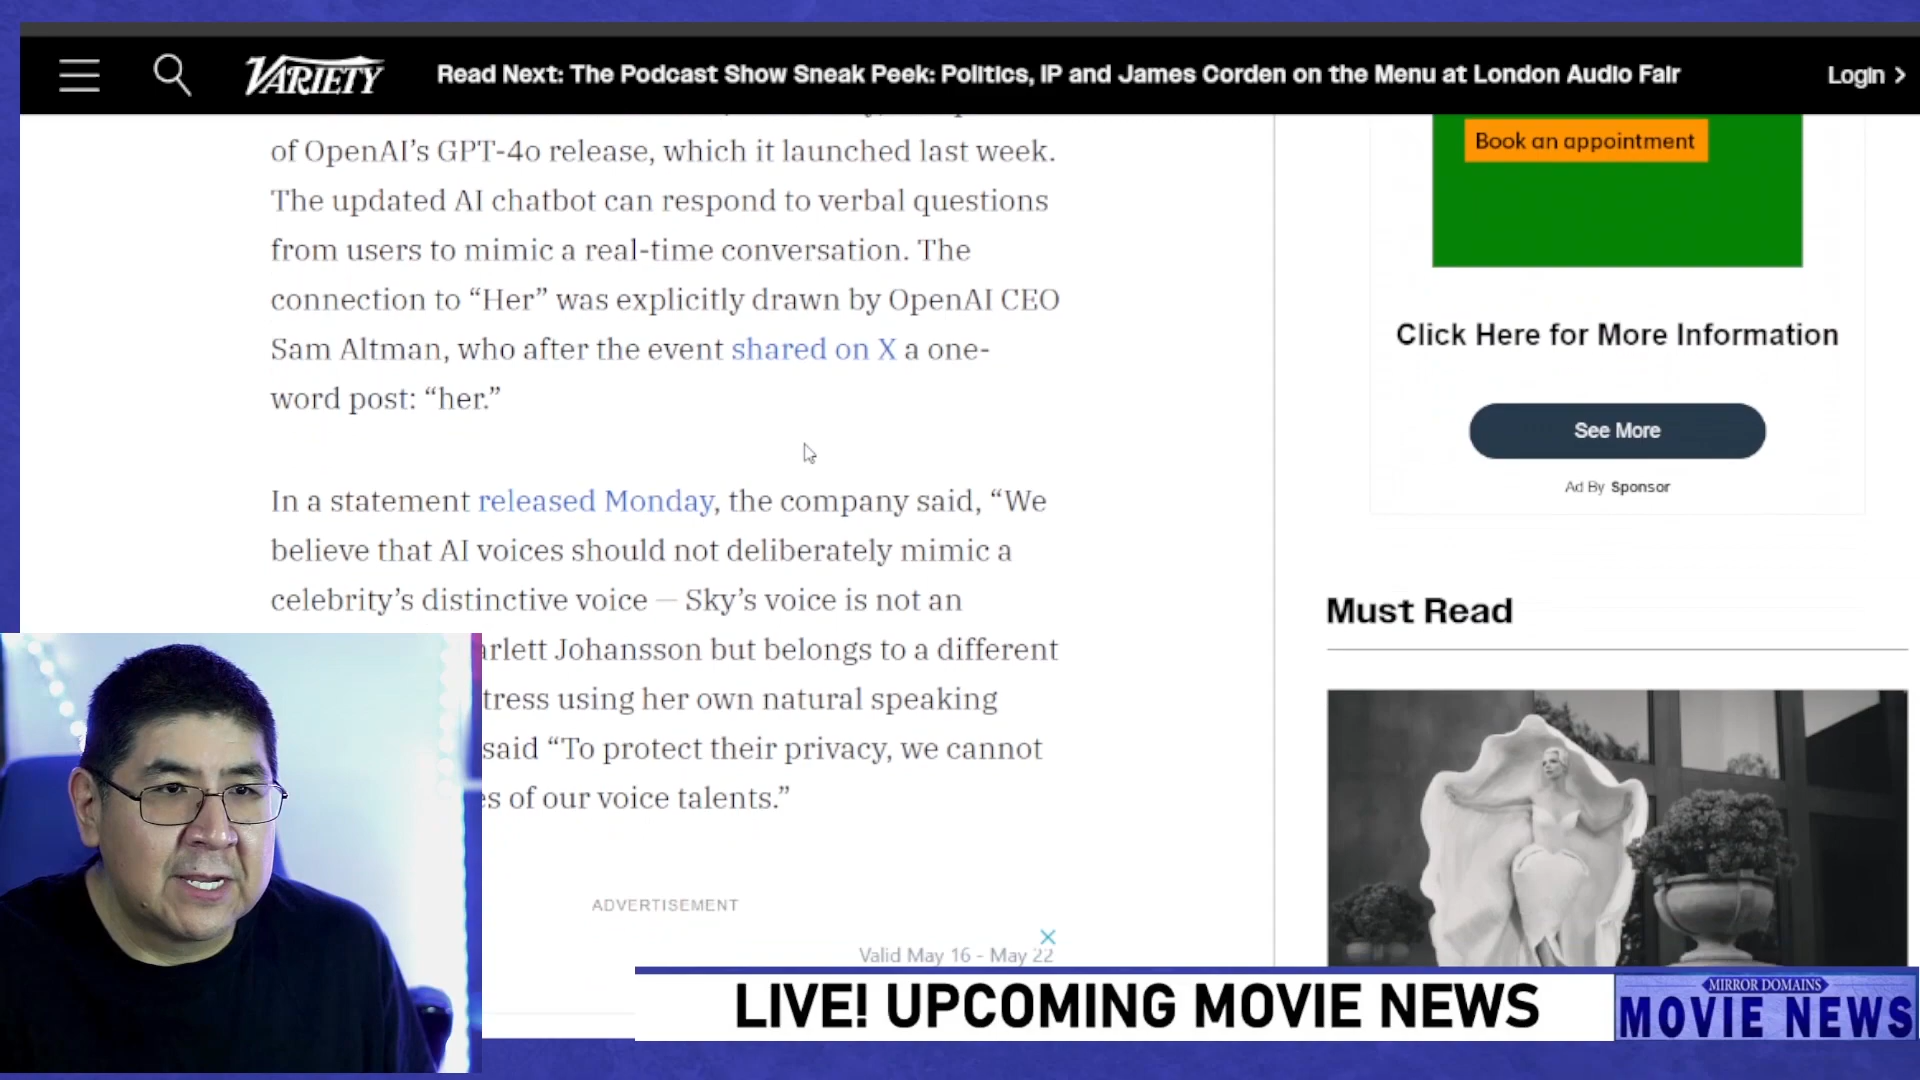 VARIETY
Read Next: The Podcast Show Sneak Peek: Politics, IP and James Corden on the Menu at London Audio Fair
Login >
of OpenAI's GPT-4o release, which it launched last week.
The updated AI chatbot can respond to verbal questions
from users to mimic a real-time conversation. The
connection to “Her” was explicitly drawn by OpenAI CEO
Sam Altman, who after the event shared on X a one-
word post: “her.”
In a statement released Monday, the company said, “We
believe that AI voices should not deliberately mimic a
celebrity's distinctive voice — Sky's voice is not an
arlett Johansson but belongs to a different
tress using her own natural speaking
said “To protect their privacy, we cannot
es of our voice talents.”
ADVERTISEMENT
Valid May 16 - May 22
Book an appointment
Click Here for More Information
See More
Ad By Sponsor
Must Read
LIVE! UPCOMING MOVIE NEWS
MIRROR DOMAINS
MOVIE NEWS